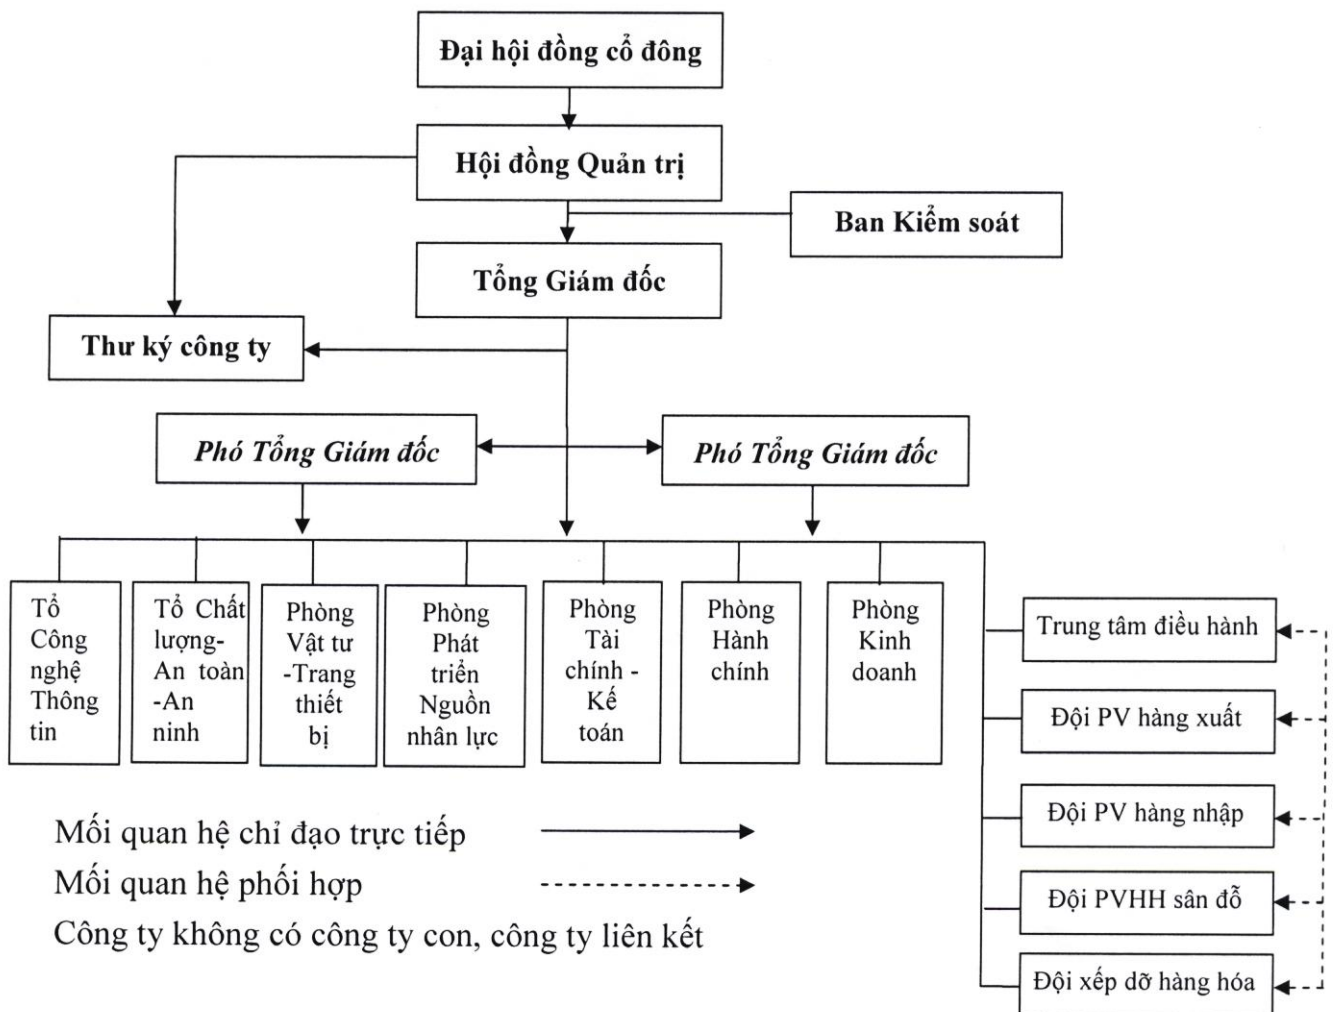 Đại hội đồng cổ đông
Hội đồng Quản trị
Ban Kiểm soát
Tổng Giám đốc
Thư ký công ty
Phó Tổng Giám đốc
Phó Tổng Giám đốc
Tổ
Công
nghệ
Thông
tin
Tổ Chất
lượng-
An toàn
-An
ninh
Phòng
Vật tư
-Trang
thiết
bị
Phòng
Phát
triển
Nguồn
nhân lực
Phòng
Tài
chính -
Kế
toán
Phòng
Hành
chính
Phòng
Kinh
doanh
Trung tâm điều hành
Đội PV hàng xuất
Đội PV hàng nhập
Đội PVHH sân đỗ
Đội xếp dỡ hàng hóa
Mối quan hệ chỉ đạo trực tiếp
Mối quan hệ phối hợp
Công ty không có công ty con, công ty liên kết